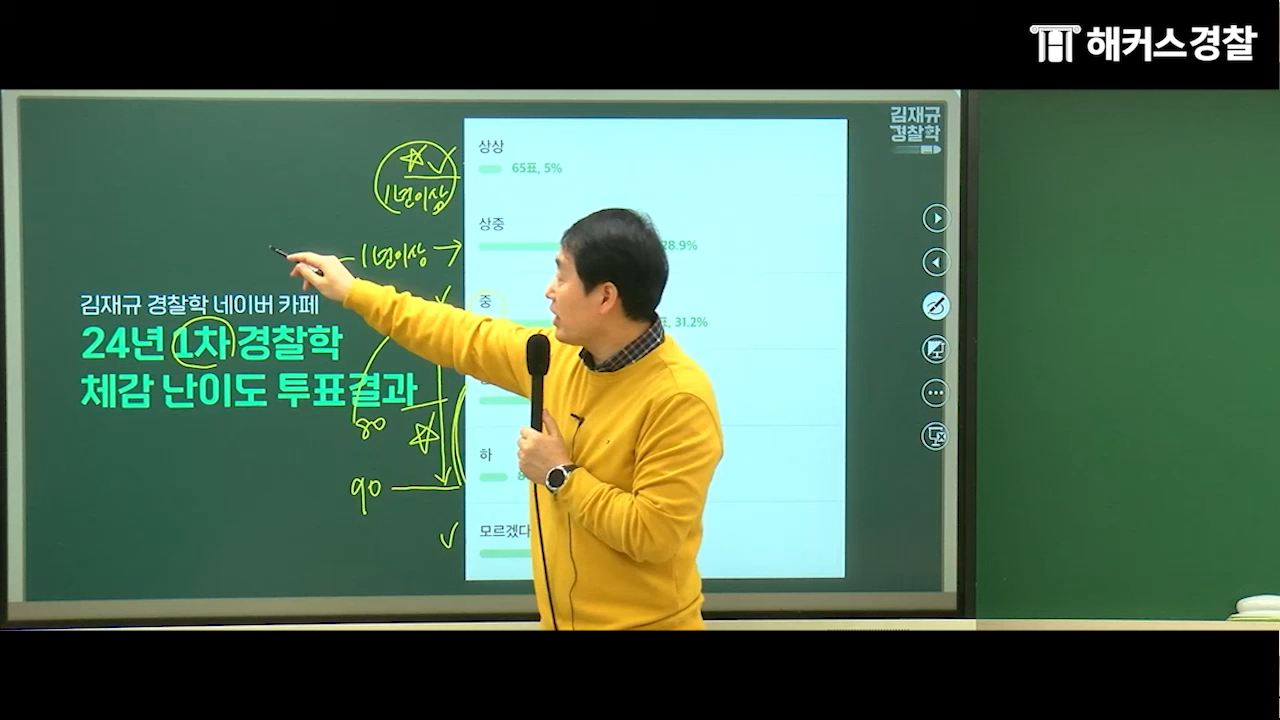 해커스경찰
김재규
경찰학
상상
65표, 5%
1년이상
상중
28.9%
1년이상
중
표, 31.2%
김재규 경찰학 네이버 카페
24년 1차 경찰학
체감 난이도 투표결과
80
하
8
90
모르겠다